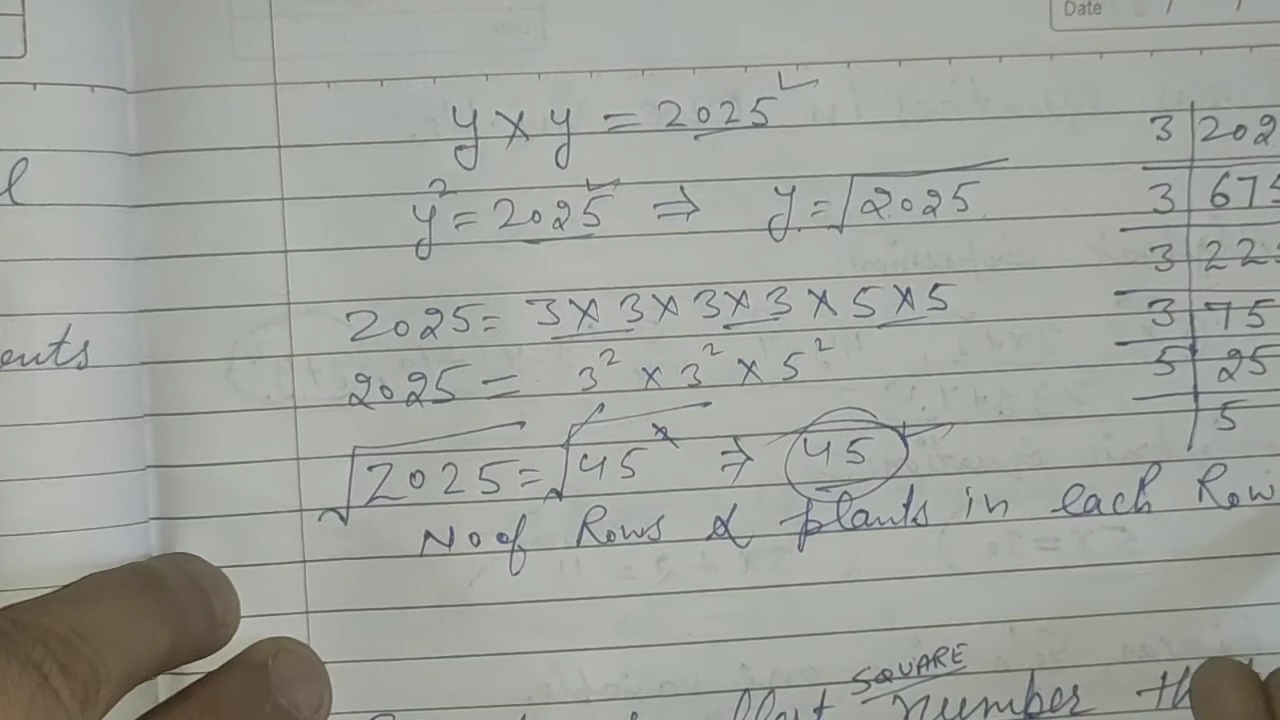 Date / /
y × y = 2025
y² = 2025 ⇒ y = √2025
2025 = 3 × 3 × 3 × 3 × 5 × 5
2025 = 3² × 3² × 5²
√2025 = √45² ⇒ 45
No of Rows & plants in each Row
SQUARE
number
3 | 202
3 | 675
3 | 22
3 | 75
5 | 25
5